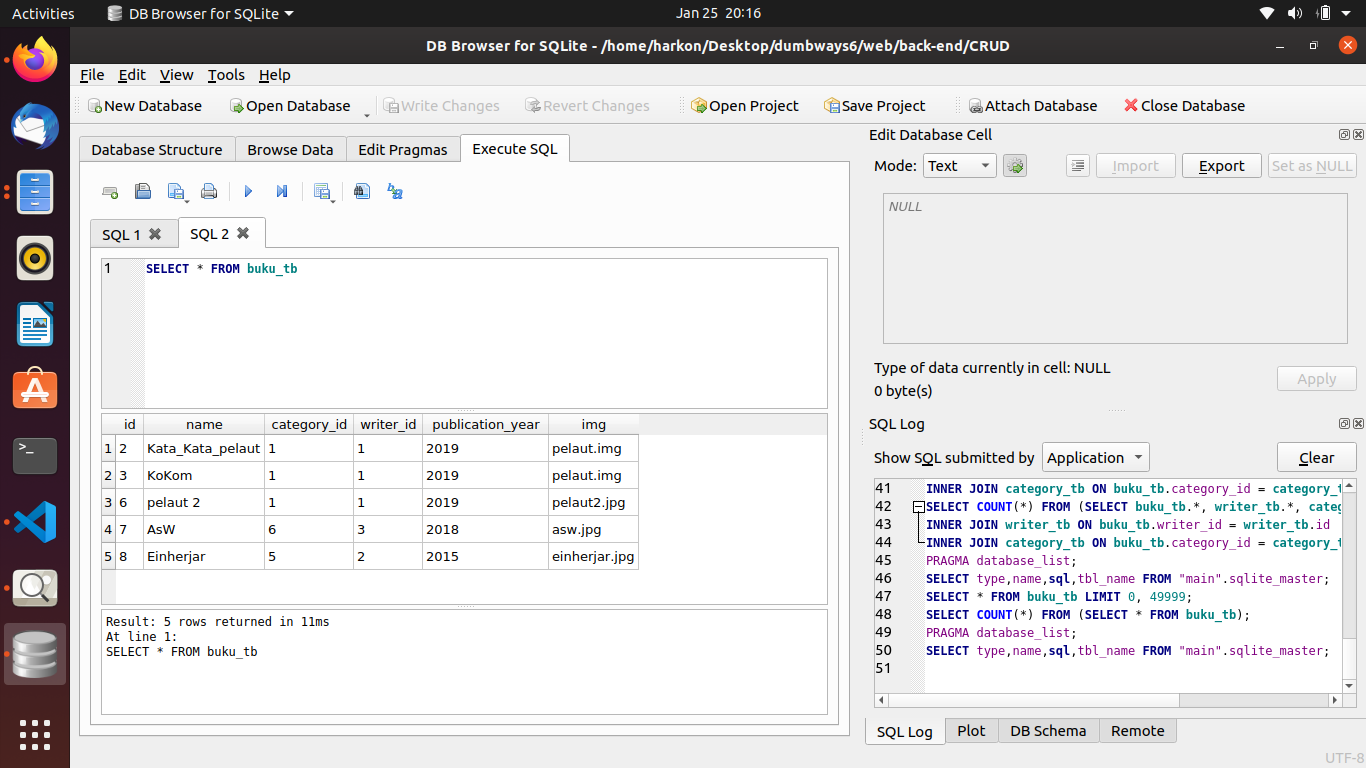 Activities DB Browser for SQLite Jan 25 20:16
DB Browser for SQLite - /home/harkon/Desktop/dumbways6/web/back-end/CRUD
File Edit View Tools Help
New Database Open Database Write Changes Revert Changes Open Project Save Project Attach Database Close Database
Database Structure Browse Data Edit Pragmas Execute SQL
SQL 1 SQL 2
1 SELECT * FROM buku_tb
id name category_id writer_id publication_year img
1 2 Kata_Kata_pelaut 1 1 2019 pelaut.img
2 3 KoKom 1 1 2019 pelaut.img
3 6 pelaut 2 1 1 2019 pelaut2.jpg
4 7 AsW 6 3 2018 asw.jpg
5 8 Einherjar 5 2 2015 einherjar.jpg
Result: 5 rows returned in 11ms
At line 1:
SELECT * FROM buku_tb
Edit Database Cell
Mode: Text Import Export Set as NULL
NULL
Type of data currently in cell: NULL
0 byte(s)
Apply
SQL Log
Show SQL submitted by Application Clear
41 INNER JOIN category_tb ON buku_tb.category_id = category_t
42 SELECT COUNT(*) FROM (SELECT buku_tb.*, writer_tb.*, categ
43 INNER JOIN writer_tb ON buku_tb.writer_id = writer_tb.id
44 INNER JOIN category_tb ON buku_tb.category_id = category_t
45 PRAGMA database_list;
46 SELECT type,name,sql,tbl_name FROM "main".sqlite_master;
47 SELECT * FROM buku_tb LIMIT 0, 49999;
48 SELECT COUNT(*) FROM (SELECT * FROM buku_tb);
49 PRAGMA database_list;
50 SELECT type,name,sql,tbl_name FROM "main".sqlite_master;
51
SQL Log Plot DB Schema Remote
UTF-8